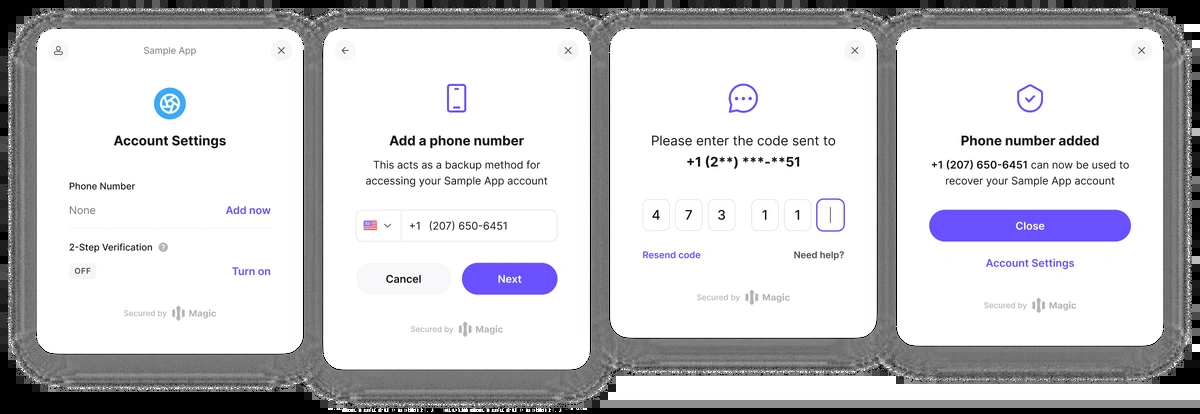 Sample App
Account Settings
Phone Number
None
Add now
2-Step Verification ?
OFF
Turn on
Secured by Magic
Add a phone number
This acts as a backup method for
accessing your Sample App account
+1 (207) 650-6451
Cancel
Next
Secured by Magic
Please enter the code sent to
+1 (2**) ***-**51
4 7 3 1 1
Resend code
Need help?
Secured by Magic
Phone number added
+1 (207) 650-6451 can now be used to
recover your Sample App account
Close
Account Settings
Secured by Magic